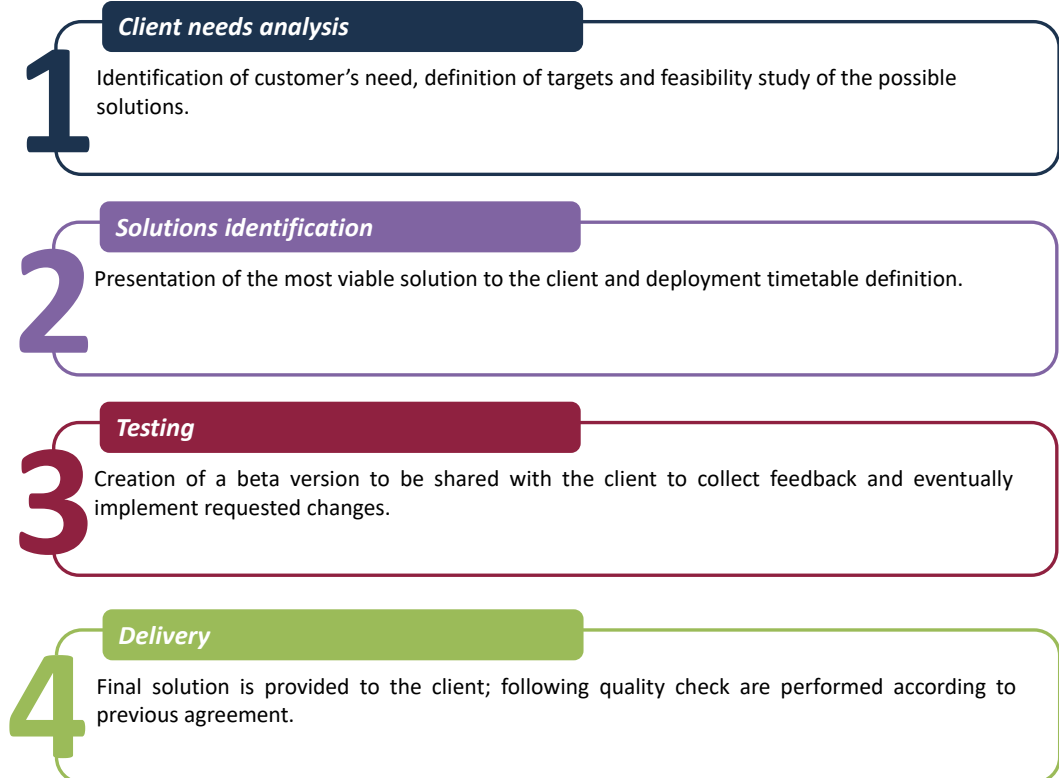 1
Client needs analysis
Identification of customer's need, definition of targets and feasibility study of the possible
solutions.
2
Solutions identification
Presentation of the most viable solution to the client and deployment timetable definition.
3
Testing
Creation of a beta version to be shared with the client to collect feedback and eventually
implement requested changes.
4
Delivery
Final solution is provided to the client; following quality check are performed according to
previous agreement.